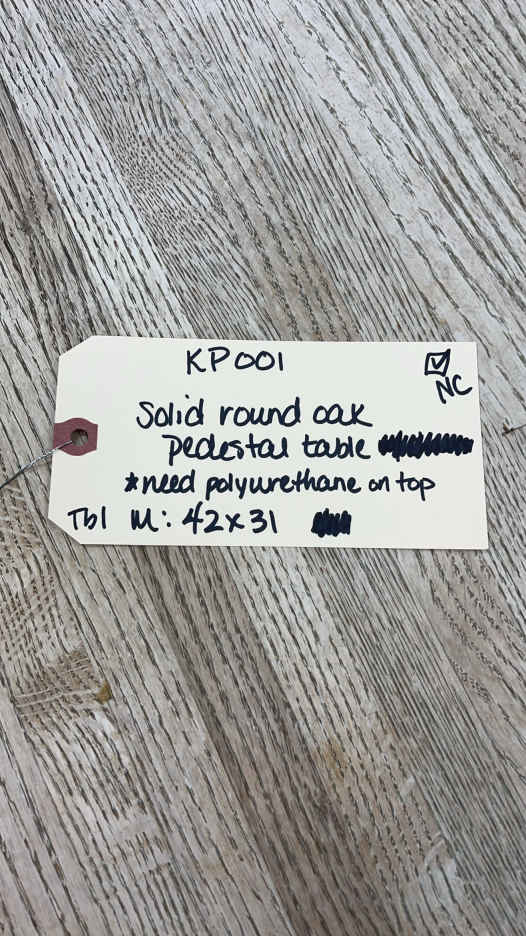 KP001
☑
NC
Solid round oak
pedestal table
*need polyurethane on top
Tbl M: 42x31